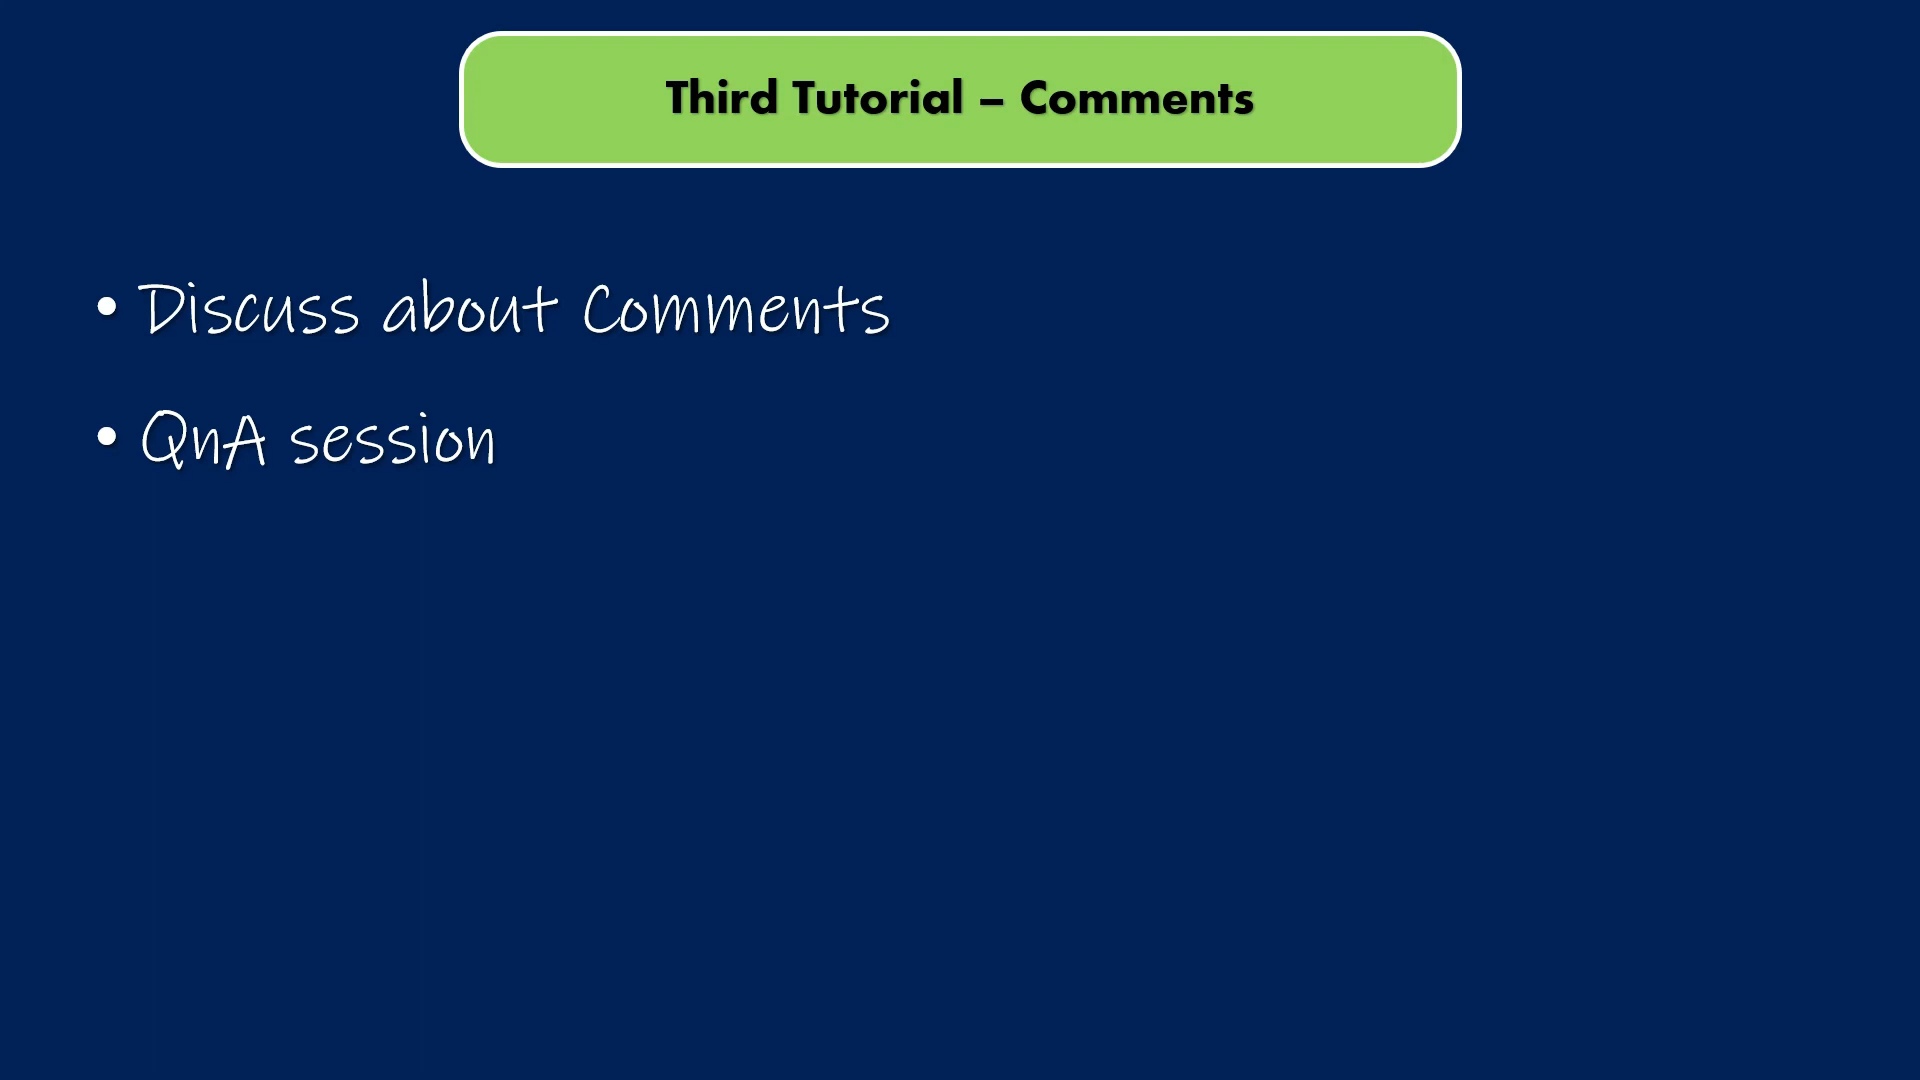 Third Tutorial – Comments
• Discuss about Comments
• QnA session